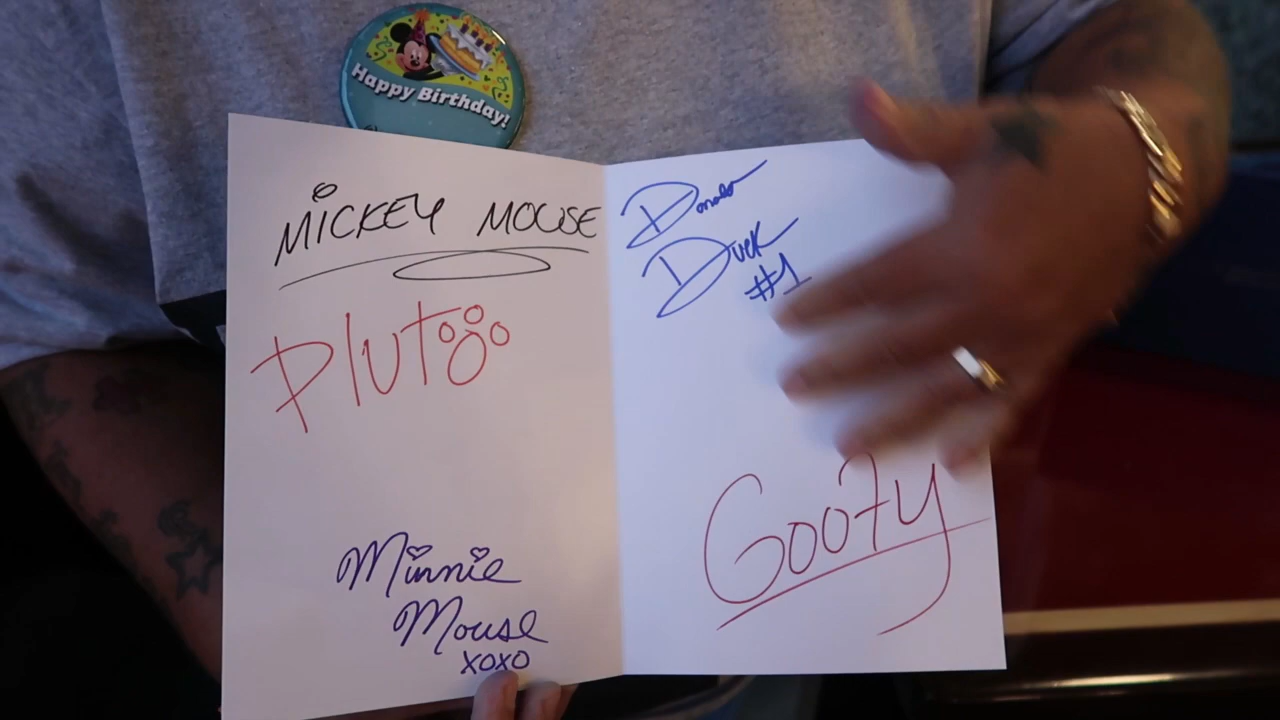 Happy Birthday!
MICKEY MOUSE
Pluto
Minnie
Mouse
XOXO
Donald
Duck
#1
Goofy